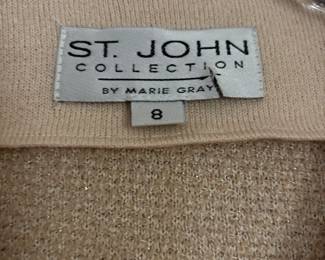 ST. JOHN
COLLECTION
BY MARIE GRAY
8